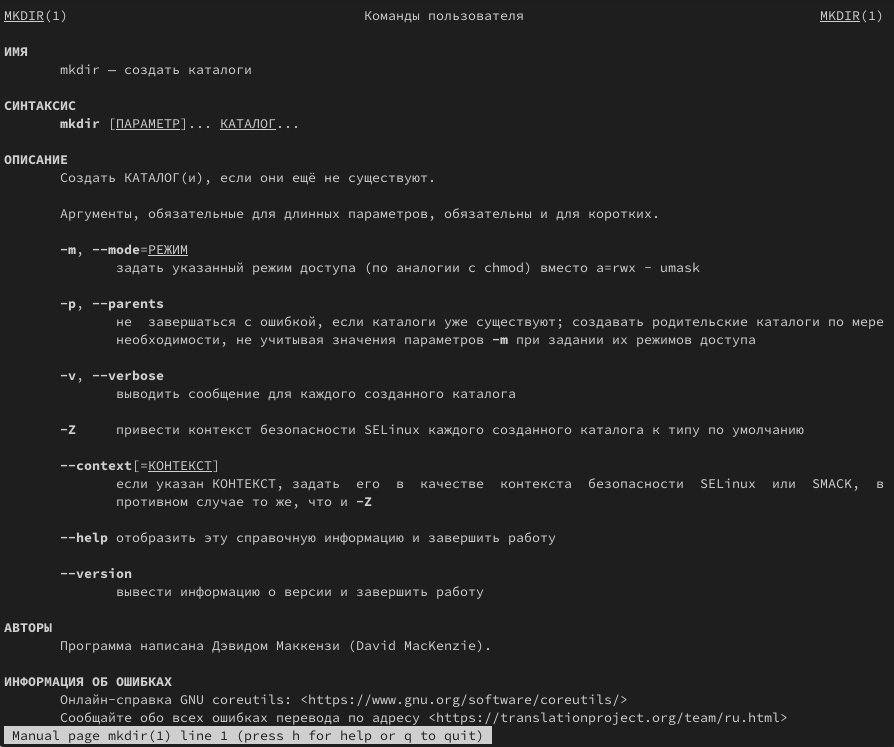 MKDIR(1) Команды пользователя MKDIR(1)
ИМЯ
mkdir — создать каталоги
СИНТАКСИС
mkdir [ПАРАМЕТР]... КАТАЛОГ...
ОПИСАНИЕ
Создать КАТАЛОГ(и), если они ещё не существуют.
Аргументы, обязательные для длинных параметров, обязательны и для коротких.
-m, --mode=РЕЖИМ
задать указанный режим доступа (по аналогии с chmod) вместо a=rwx - umask
-p, --parents
не завершаться с ошибкой, если каталоги уже существуют; создавать родительские каталоги по мере
необходимости, не учитывая значения параметров -m при задании их режимов доступа
-v, --verbose
выводить сообщение для каждого созданного каталога
-Z привести контекст безопасности SELinux каждого созданного каталога к типу по умолчанию
--context[=КОНТЕКСТ]
если указан КОНТЕКСТ, задать его в качестве контекста безопасности SELinux или SMACK, в
противном случае то же, что и -Z
--help отобразить эту справочную информацию и завершить работу
--version
вывести информацию о версии и завершить работу
АВТОРЫ
Программа написана Дэвидом Маккензи (David MacKenzie).
ИНФОРМАЦИЯ ОБ ОШИБКАХ
Онлайн-справка GNU coreutils: <https://www.gnu.org/software/coreutils/>
Сообщайте обо всех ошибках перевода по адресу <https://translationproject.org/team/ru.html>
Manual page mkdir(1) line 1 (press h for help or q to quit)